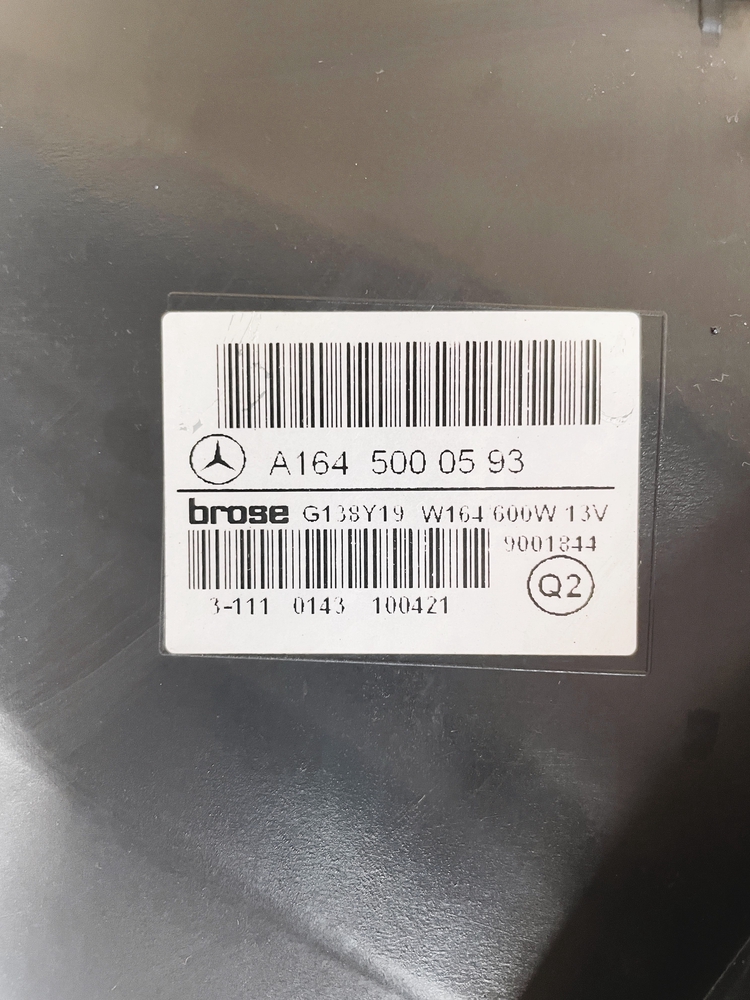 A164 500 05 93
brose G138Y19 W164 600W 13V
9001844
Q2
3-111 0143 100421